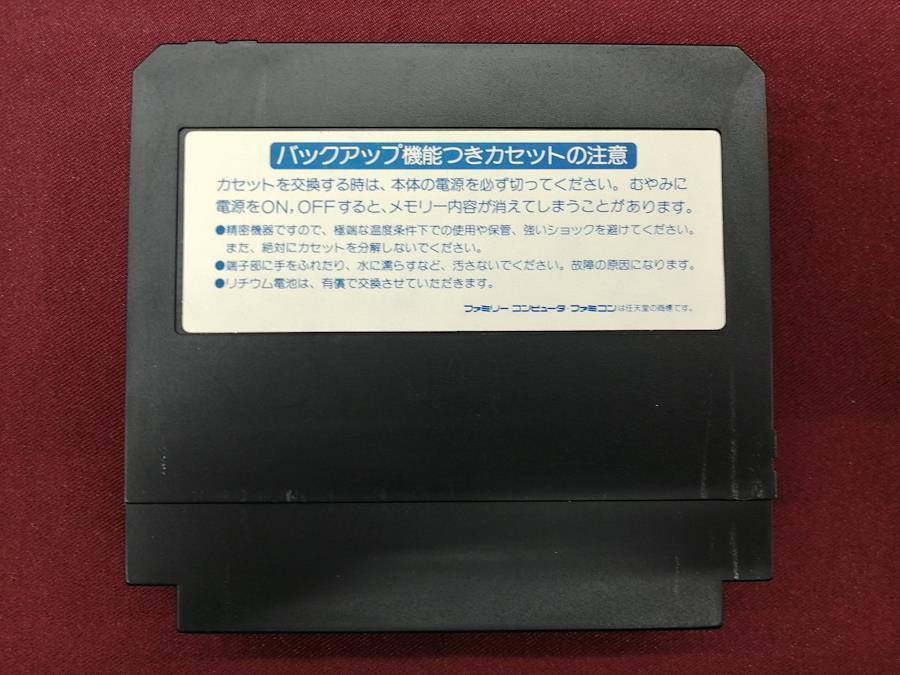 バックアップ機能つきカセットの注意
カセットを交換する時は、本体の電源を必ず切ってください。むやみに
電源をON,OFFすると、メモリー内容が消えてしまうことがあります。
●精密機器ですので、極端な温度条件下での使用や保管、強いショックを避けてください。
また、絶対にカセットを分解しないでください。
●端子部に手をふれたり、水に濡らすなど、汚さないでください。故障の原因になります。
●リチウム電池は、有償で交換させていただきます。
ファミリー コンピュータ・ファミコンは任天堂の商標です。